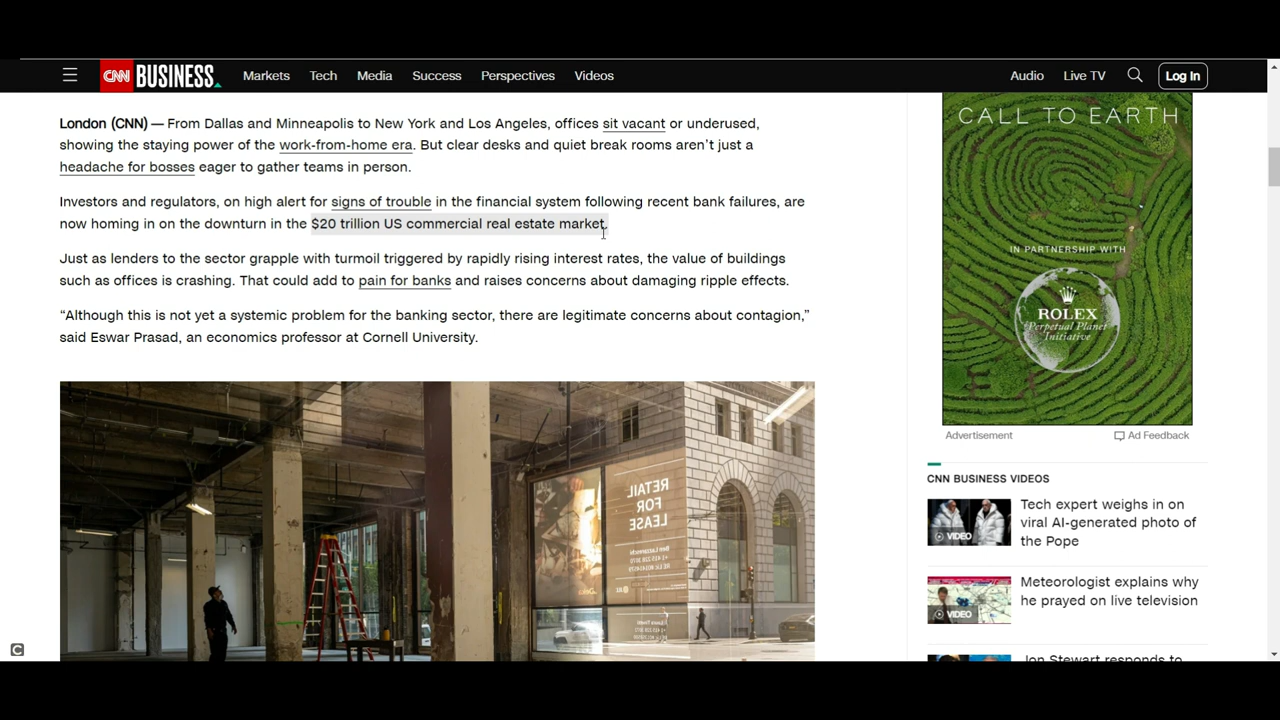 CNN BUSINESS
Markets
Tech
Media
Success
Perspectives
Videos
Audio
Live TV
Log In
London (CNN) — From Dallas and Minneapolis to New York and Los Angeles, offices sit vacant or underused,
showing the staying power of the work-from-home era. But clear desks and quiet break rooms aren’t just a
headache for bosses eager to gather teams in person.
Investors and regulators, on high alert for signs of trouble in the financial system following recent bank failures, are
now homing in on the downturn in the $20 trillion US commercial real estate market.
Just as lenders to the sector grapple with turmoil triggered by rapidly rising interest rates, the value of buildings
such as offices is crashing. That could add to pain for banks and raises concerns about damaging ripple effects.
“Although this is not yet a systemic problem for the banking sector, there are legitimate concerns about contagion,”
said Eswar Prasad, an economics professor at Cornell University.
RETAIL
FOR
LEASE
C
CALL TO EARTH
IN PARTNERSHIP WITH
ROLEX
Perpetual Planet
Initiative
Advertisement
Ad Feedback
CNN BUSINESS VIDEOS
VIDEO
Tech expert weighs in on
viral AI-generated photo of
the Pope
VIDEO
Meteorologist explains why
he prayed on live television
Jon Stewart responds to